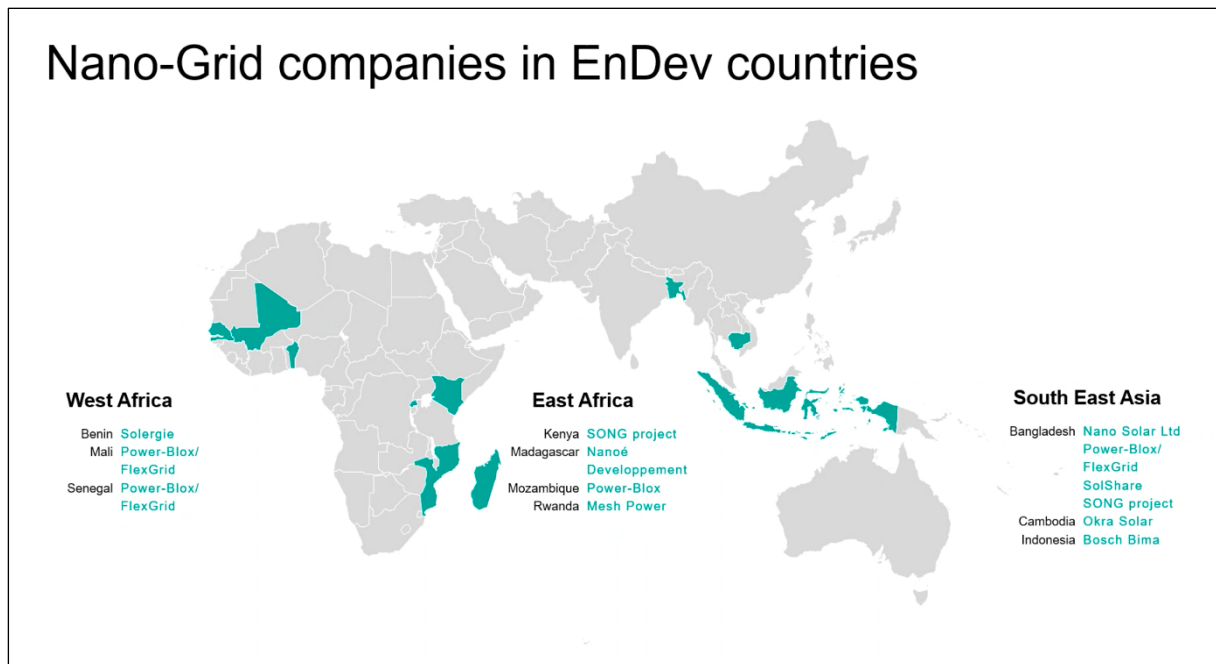 Nano-Grid companies in EnDev countries
West Africa
Benin Solergie
Mali Power-Blox/
FlexGrid
Senegal Power-Blox/
FlexGrid
East Africa
Kenya SONG project
Madagascar Nanoé
Developpement
Mozambique Power-Blox
Rwanda Mesh Power
South East Asia
Bangladesh Nano Solar Ltd
Power-Blox/
FlexGrid
SolShare
SONG project
Cambodia Okra Solar
Indonesia Bosch Bima